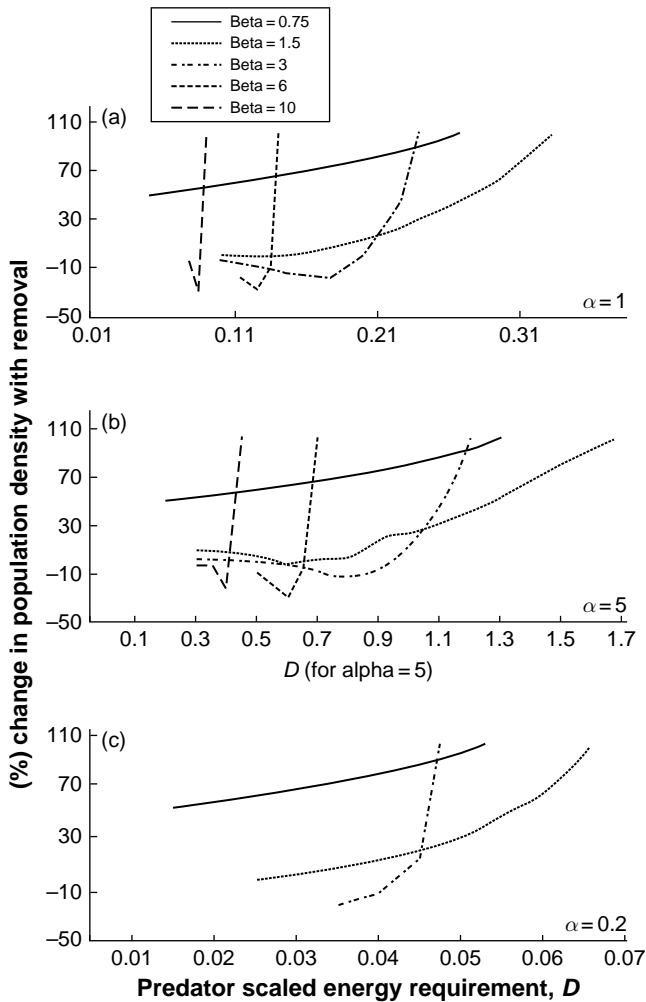 Beta = 0.75
Beta = 1.5
Beta = 3
Beta = 6
Beta = 10
(%) change in population density with removal
(a)
110
70
30
–10
–50
0.01 0.11 0.21 0.31
α = 1
(b)
110
70
30
–10
–50
0.1 0.3 0.5 0.7 0.9 1.1 1.3 1.5 1.7
α = 5
D (for alpha = 5)
(c)
110
70
30
–10
–50
0.01 0.02 0.03 0.04 0.05 0.06 0.07
α = 0.2
Predator scaled energy requirement, D